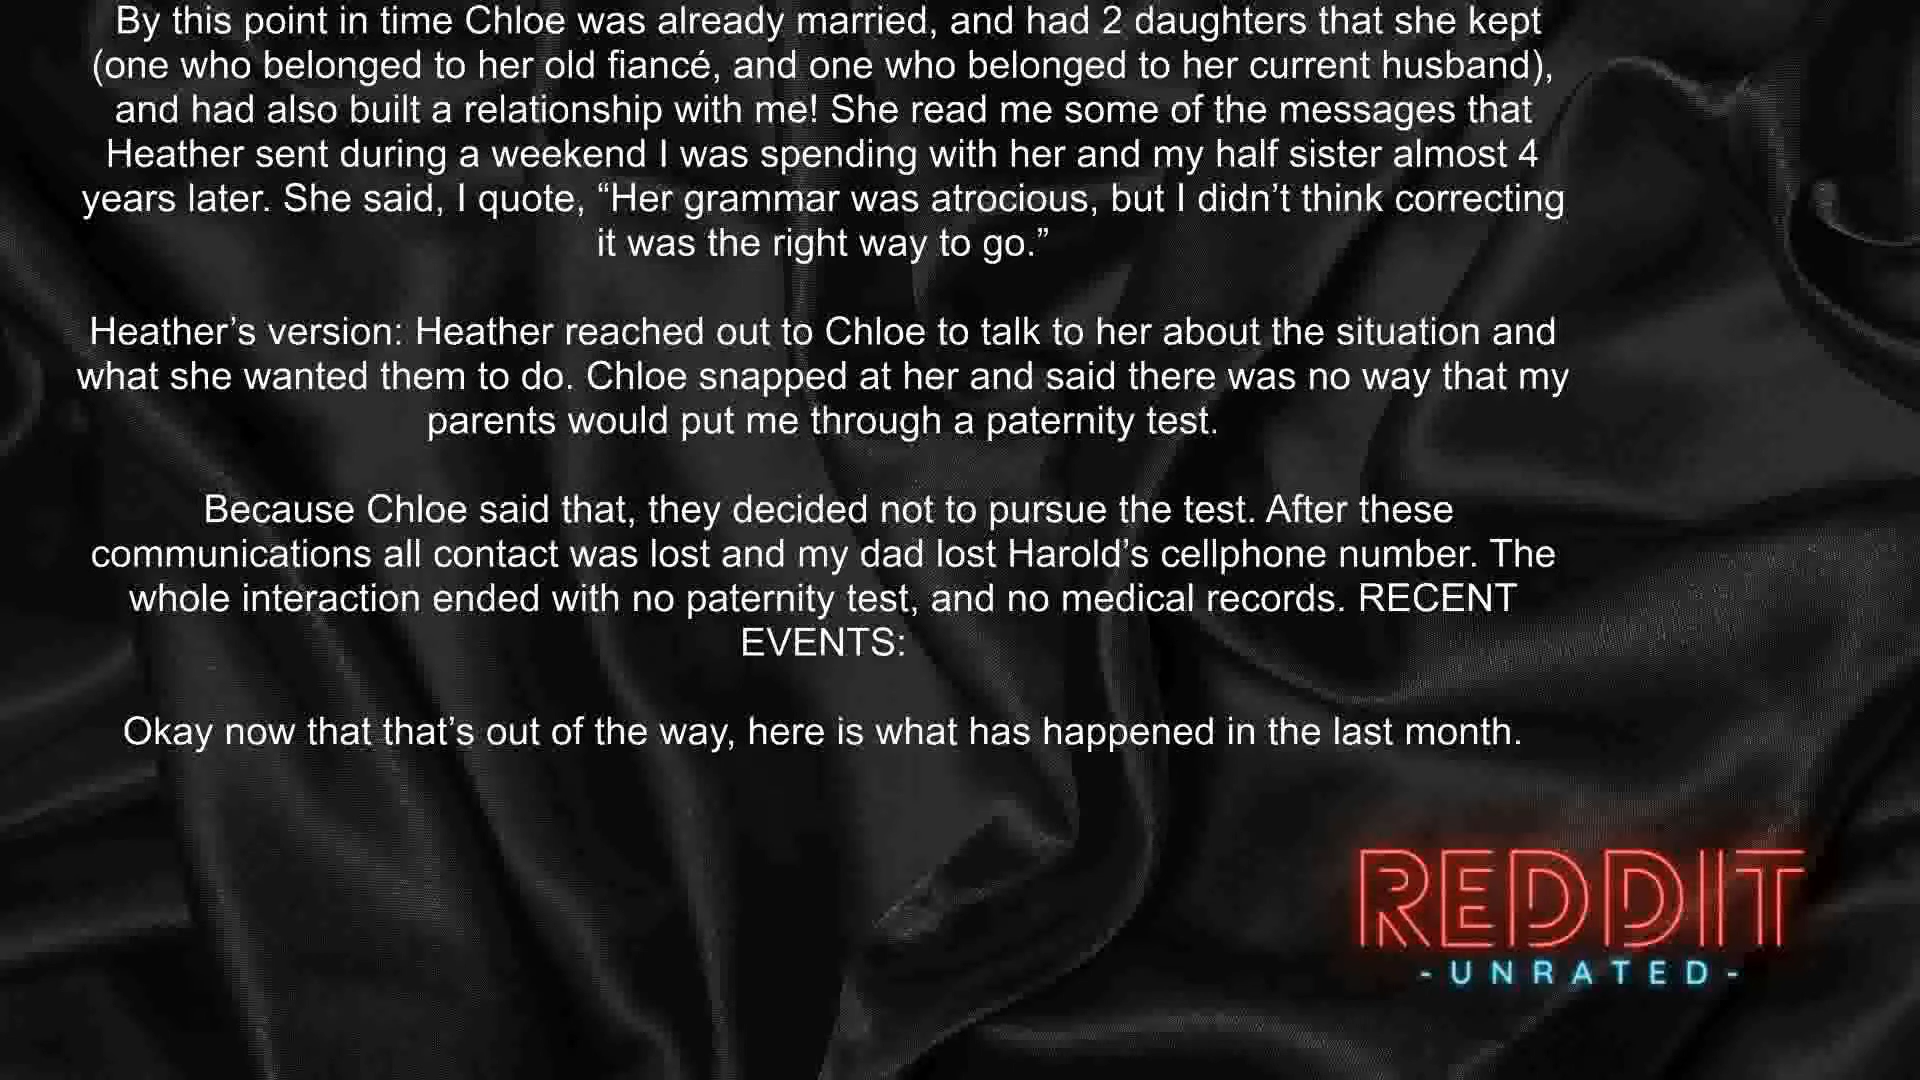 By this point in time Chloe was already married, and had 2 daughters that she kept
(one who belonged to her old fiancé, and one who belonged to her current husband),
and had also built a relationship with me! She read me some of the messages that
Heather sent during a weekend I was spending with her and my half sister almost 4
years later. She said, I quote, “Her grammar was atrocious, but I didn’t think correcting
it was the right way to go.”
Heather’s version: Heather reached out to Chloe to talk to her about the situation and
what she wanted them to do. Chloe snapped at her and said there was no way that my
parents would put me through a paternity test.
Because Chloe said that, they decided not to pursue the test. After these
communications all contact was lost and my dad lost Harold’s cellphone number. The
whole interaction ended with no paternity test, and no medical records. RECENT
EVENTS:
Okay now that that’s out of the way, here is what has happened in the last month.
REDDIT
-UNRATED-